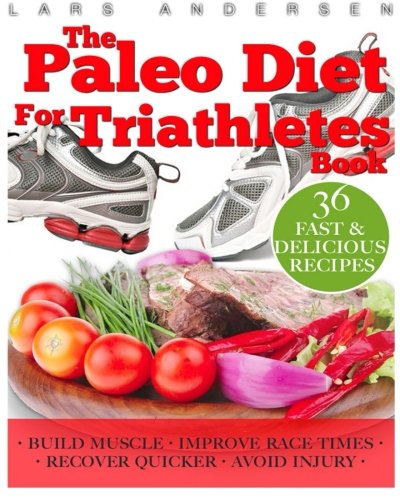 LARS ANDERSEN
The
Paleo Diet
For Triathletes
Book
36
FAST &
DELICIOUS
RECIPES
· BUILD MUSCLE · IMPROVE RACE TIMES ·
· RECOVER QUICKER · AVOID INJURY ·